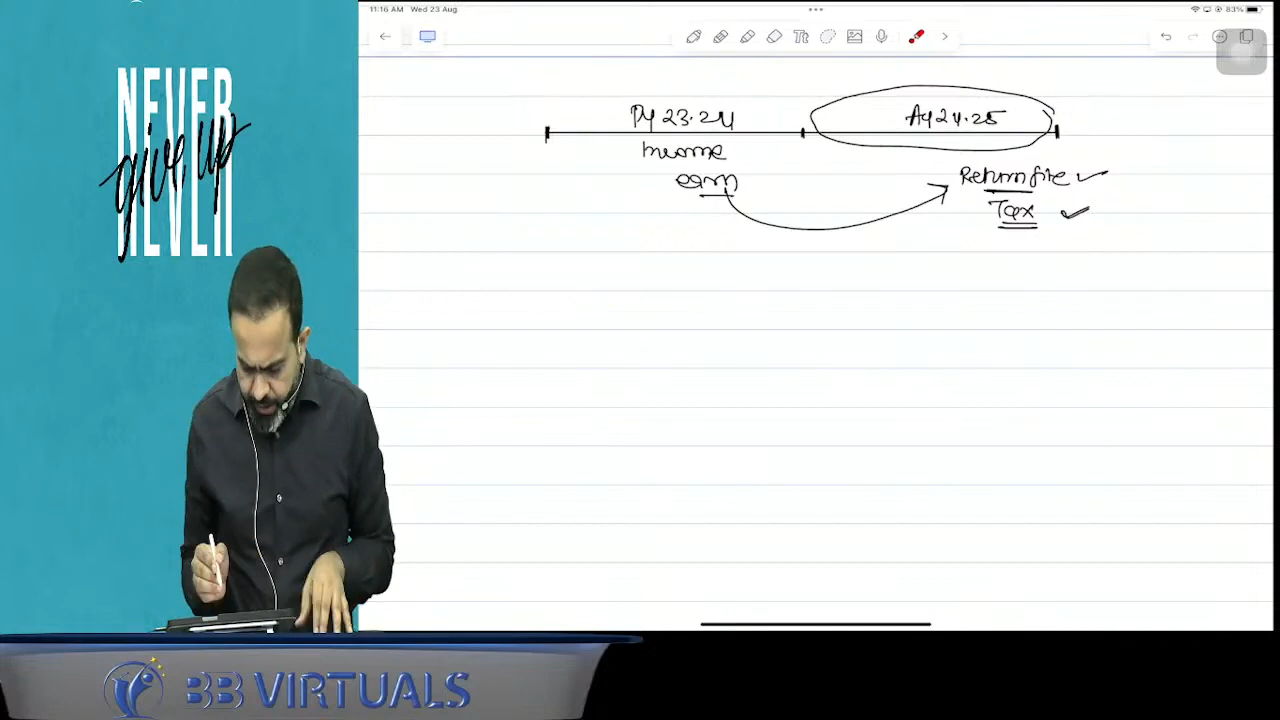 11:16 AM Wed 23 Aug
83%
NEVER
give up
NEVER
PY 23.24
AY 24.25
Income
earn
Return file
Tax
BB VIRTUALS